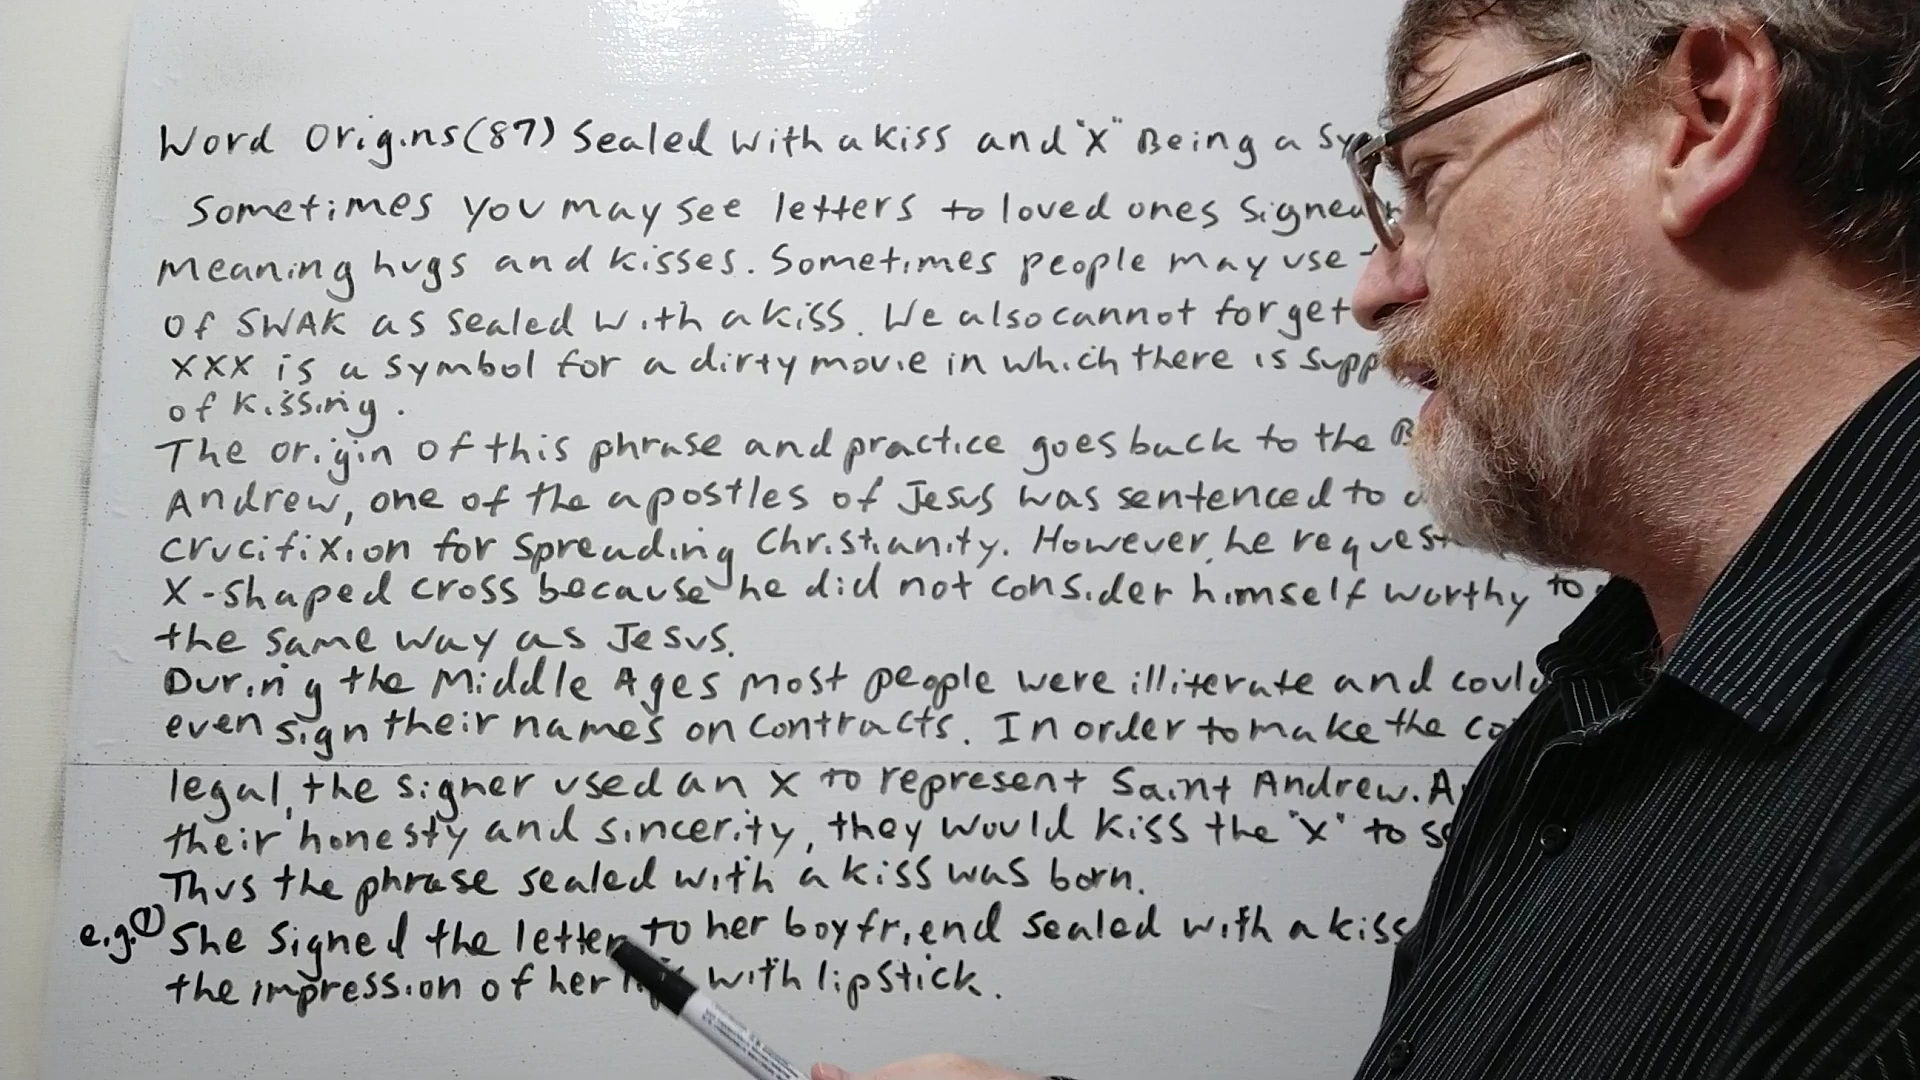 Word Origins (87) Sealed with a kiss and "X" Being a
Sometimes you may see letters to loved ones signed
meaning hugs and kisses. Sometimes people may use
of SWAK as sealed with a kiss. We also cannot forget
XXX is a symbol for a dirty movie in which there is
of kissing.
The origin of this phrase and practice goes back to the
Andrew, one of the apostles of Jesus was sentenced to
crucifixion for spreading Christianity. However, he
X-shaped cross because he did not consider himself worthy to
the same way as Jesus.
During the Middle Ages most people were illiterate and could
even sign their names on contracts. In order to make the
legal, the signer used an X to represent Saint Andrew.
their honesty and sincerity, they would kiss the "X" to
Thus the phrase sealed with a kiss was born.
e.g. ① She signed the letter to her boyfriend sealed with a kiss
the impression of her with lipstick.